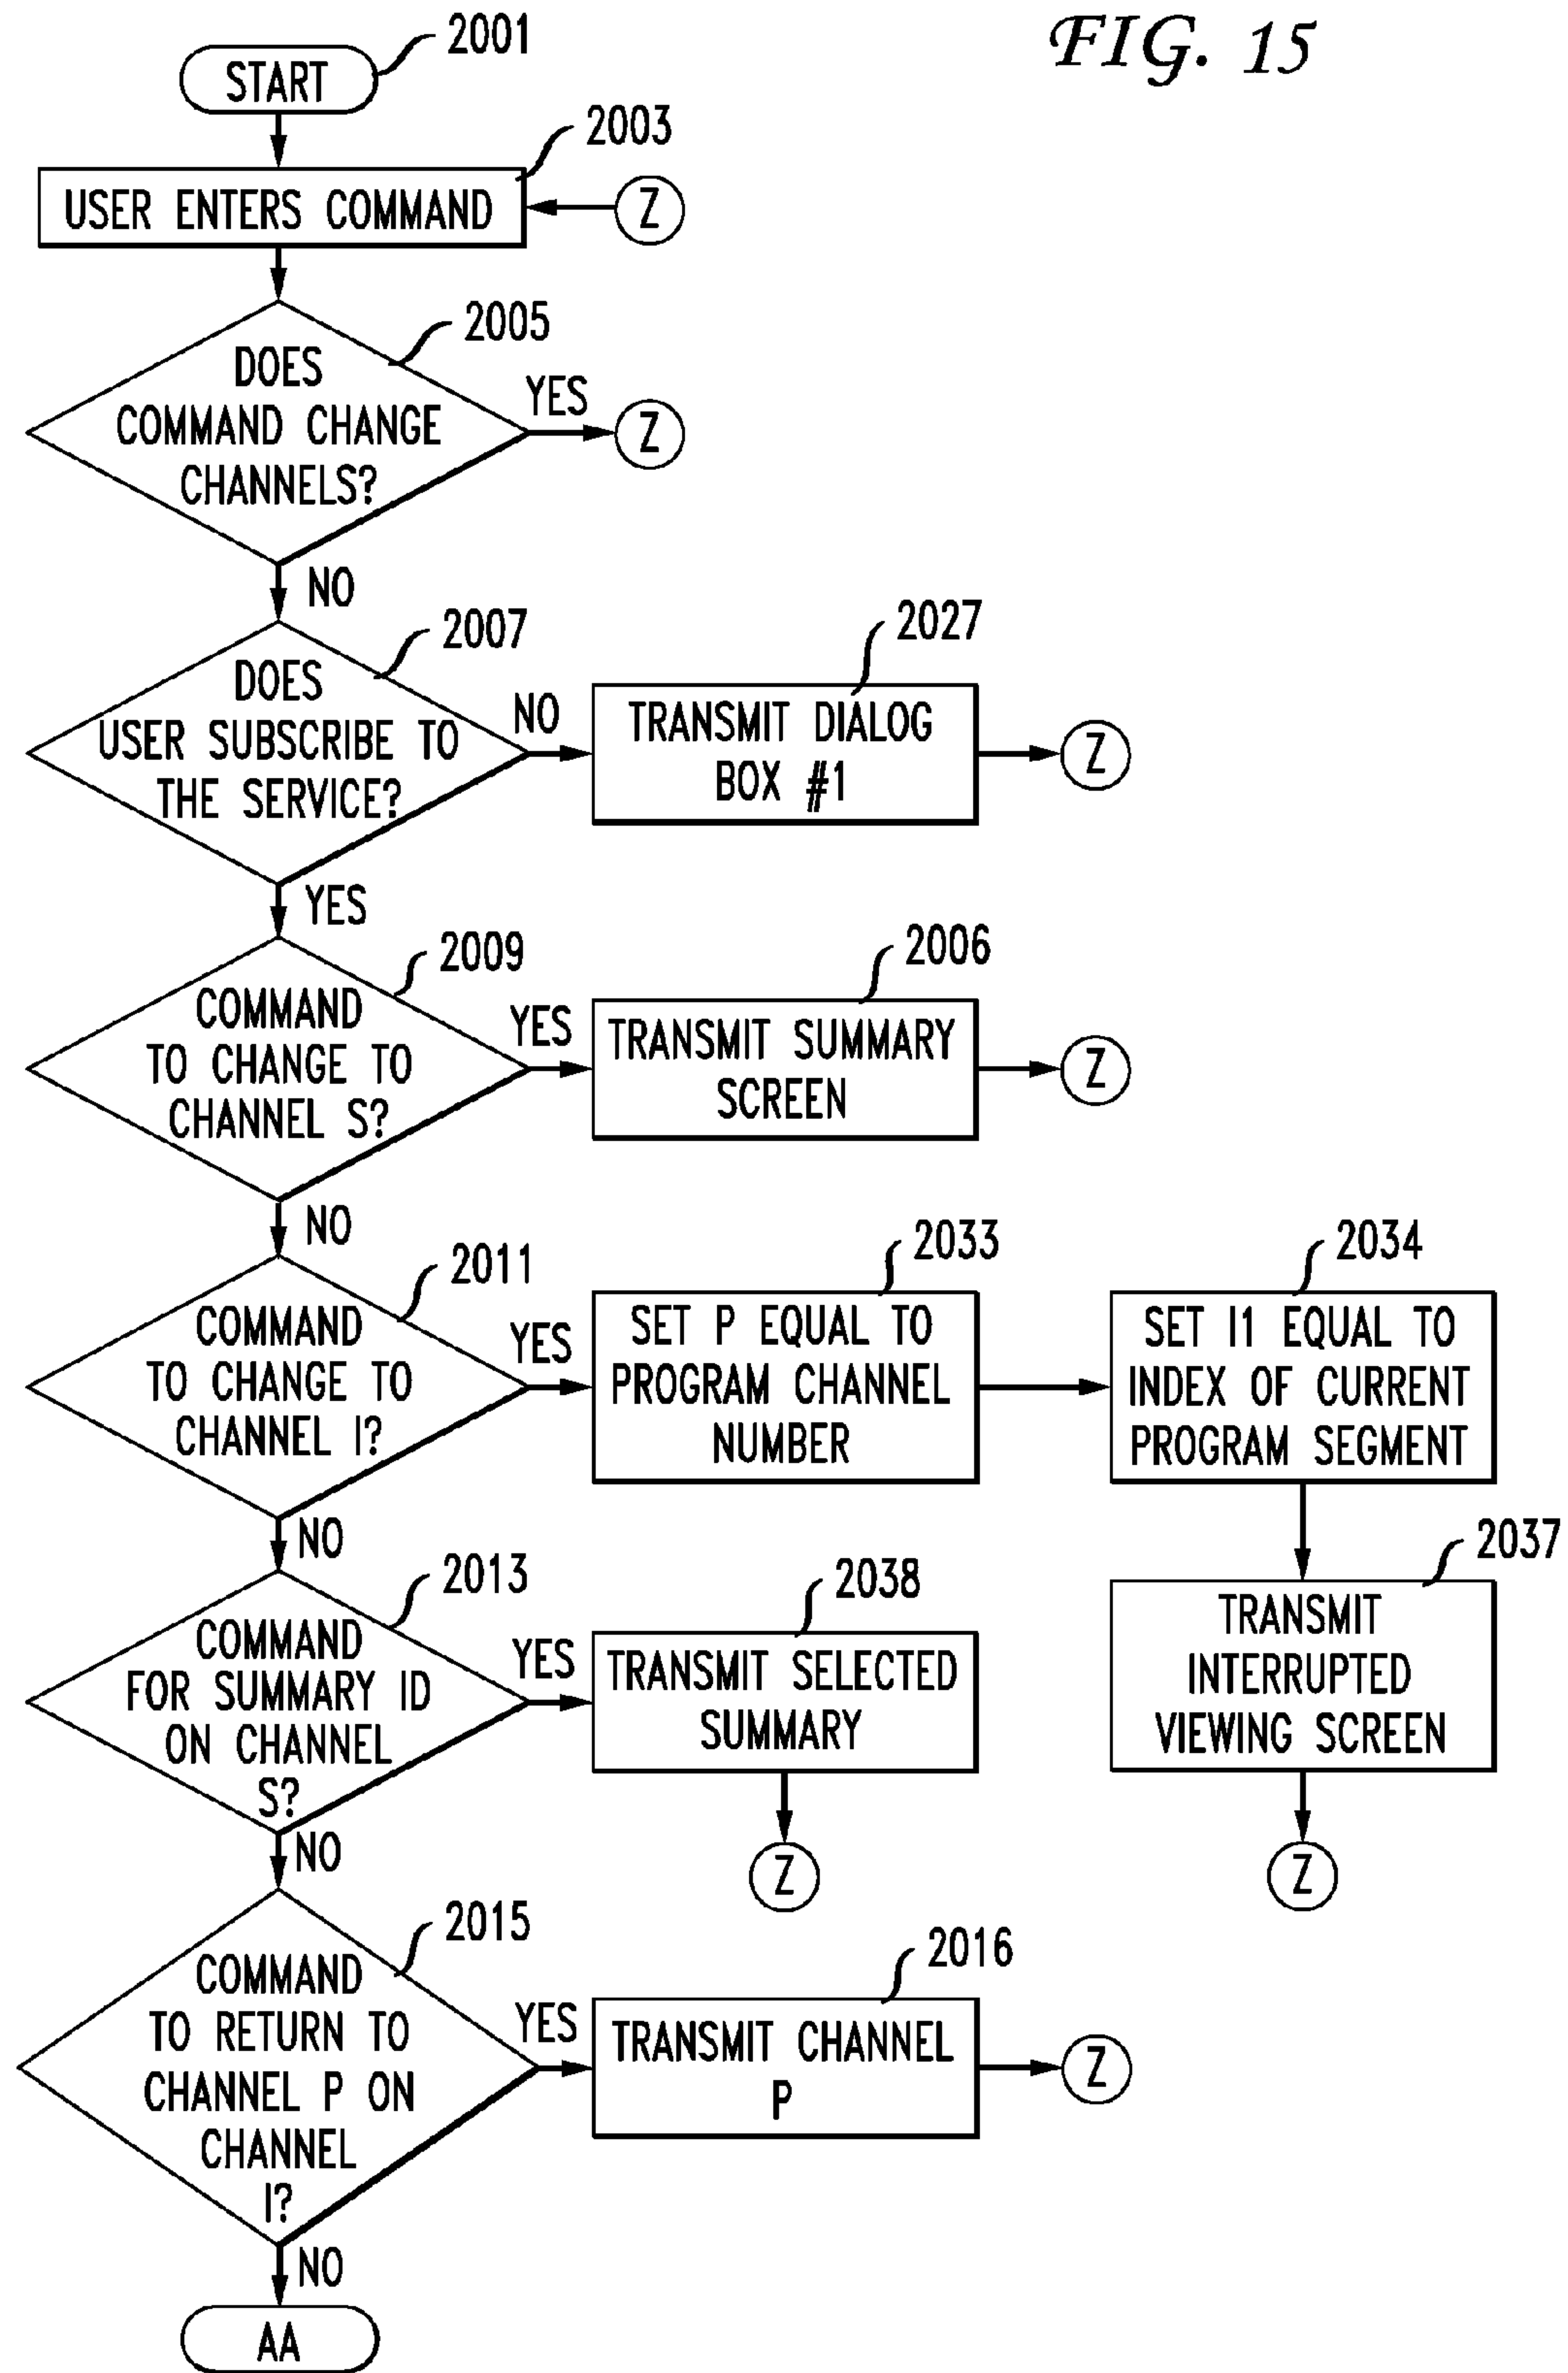 FIG. 15
2001
START
2003
USER ENTERS COMMAND
Z
2005
DOES
COMMAND CHANGE
CHANNELS?
YES
Z
NO
2007
DOES
USER SUBSCRIBE TO
THE SERVICE?
NO
2027
TRANSMIT DIALOG
BOX #1
Z
YES
2009
COMMAND
TO CHANGE TO
CHANNEL S?
YES
2006
TRANSMIT SUMMARY
SCREEN
Z
NO
2011
COMMAND
TO CHANGE TO
CHANNEL I?
YES
2033
SET P EQUAL TO
PROGRAM CHANNEL
NUMBER
2034
SET I1 EQUAL TO
INDEX OF CURRENT
PROGRAM SEGMENT
2037
TRANSMIT
INTERRUPTED
VIEWING SCREEN
Z
NO
2013
COMMAND
FOR SUMMARY ID
ON CHANNEL
S?
YES
2038
TRANSMIT SELECTED
SUMMARY
Z
NO
2015
COMMAND
TO RETURN TO
CHANNEL P ON
CHANNEL
I?
YES
2016
TRANSMIT CHANNEL
P
Z
NO
AA